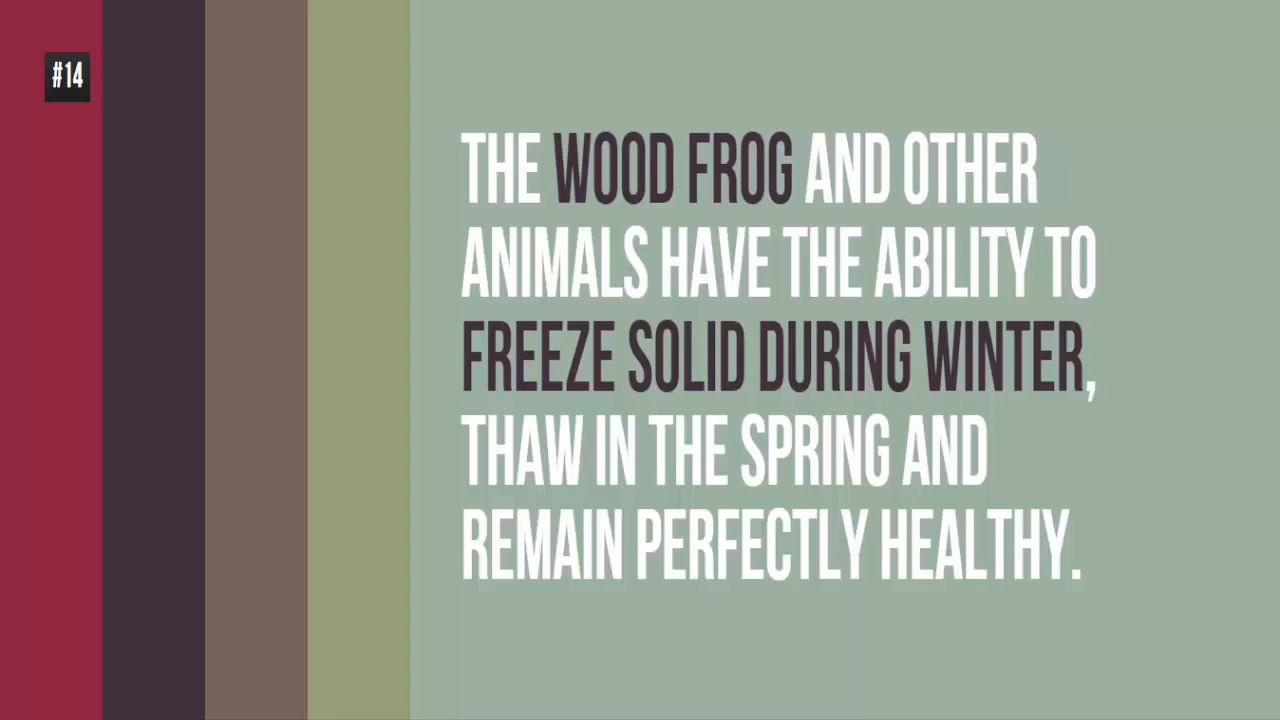 #14
THE WOOD FROG AND OTHER
ANIMALS HAVE THE ABILITY TO
FREEZE SOLID DURING WINTER,
THAW IN THE SPRING AND
REMAIN PERFECTLY HEALTHY.